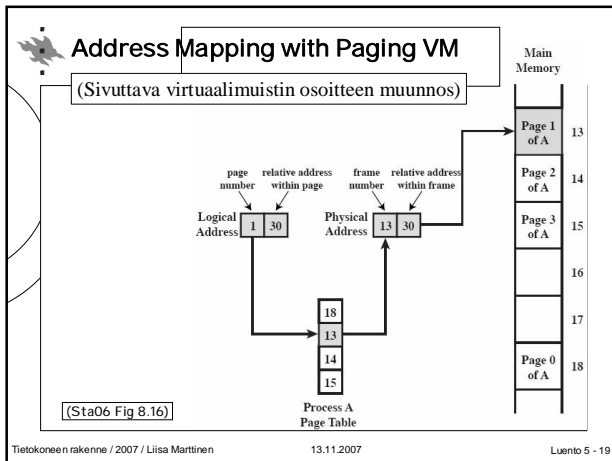 Address Mapping with Paging VM
(Sivuttava virtuaalimuistin osoitteen muunnos)
Main
Memory
page
number
relative address
within page
frame
number
relative address
within frame
Logical
Address
1 30
Physical
Address
13 30
Page 1
of A
13
Page 2
of A
14
Page 3
of A
15
16
17
Page 0
of A
18
18
13
14
15
Process A
Page Table
(Sta06 Fig 8.16)
Tietokoneen rakenne / 2007 / Liisa Marttinen
13.11.2007
Luento 5 - 19